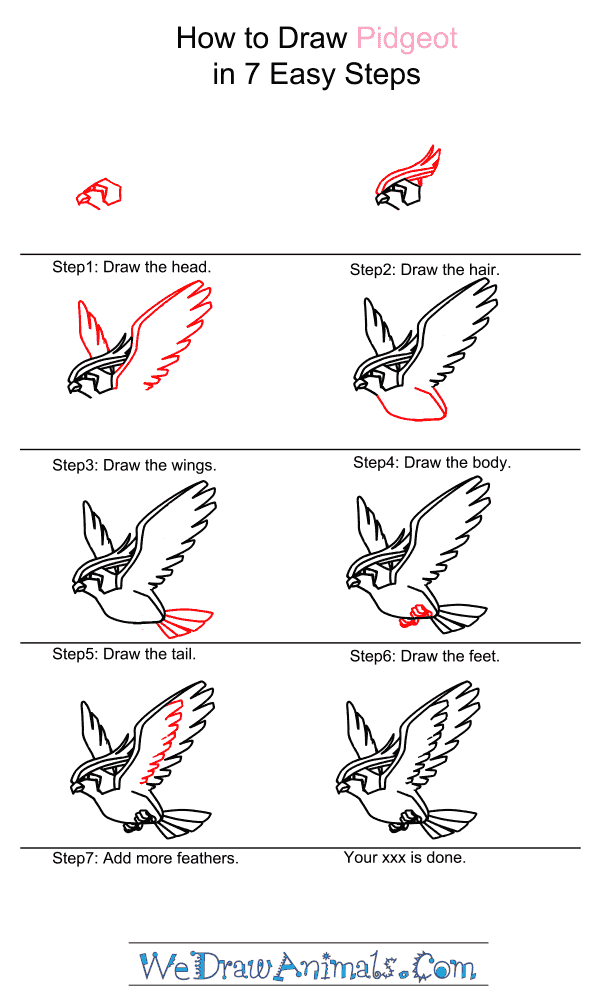 How to Draw Pidgeot
in 7 Easy Steps
Step1: Draw the head.
Step2: Draw the hair.
Step3: Draw the wings.
Step4: Draw the body.
Step5: Draw the tail.
Step6: Draw the feet.
Step7: Add more feathers.
Your xxx is done.
WeDrawAnimals.Com